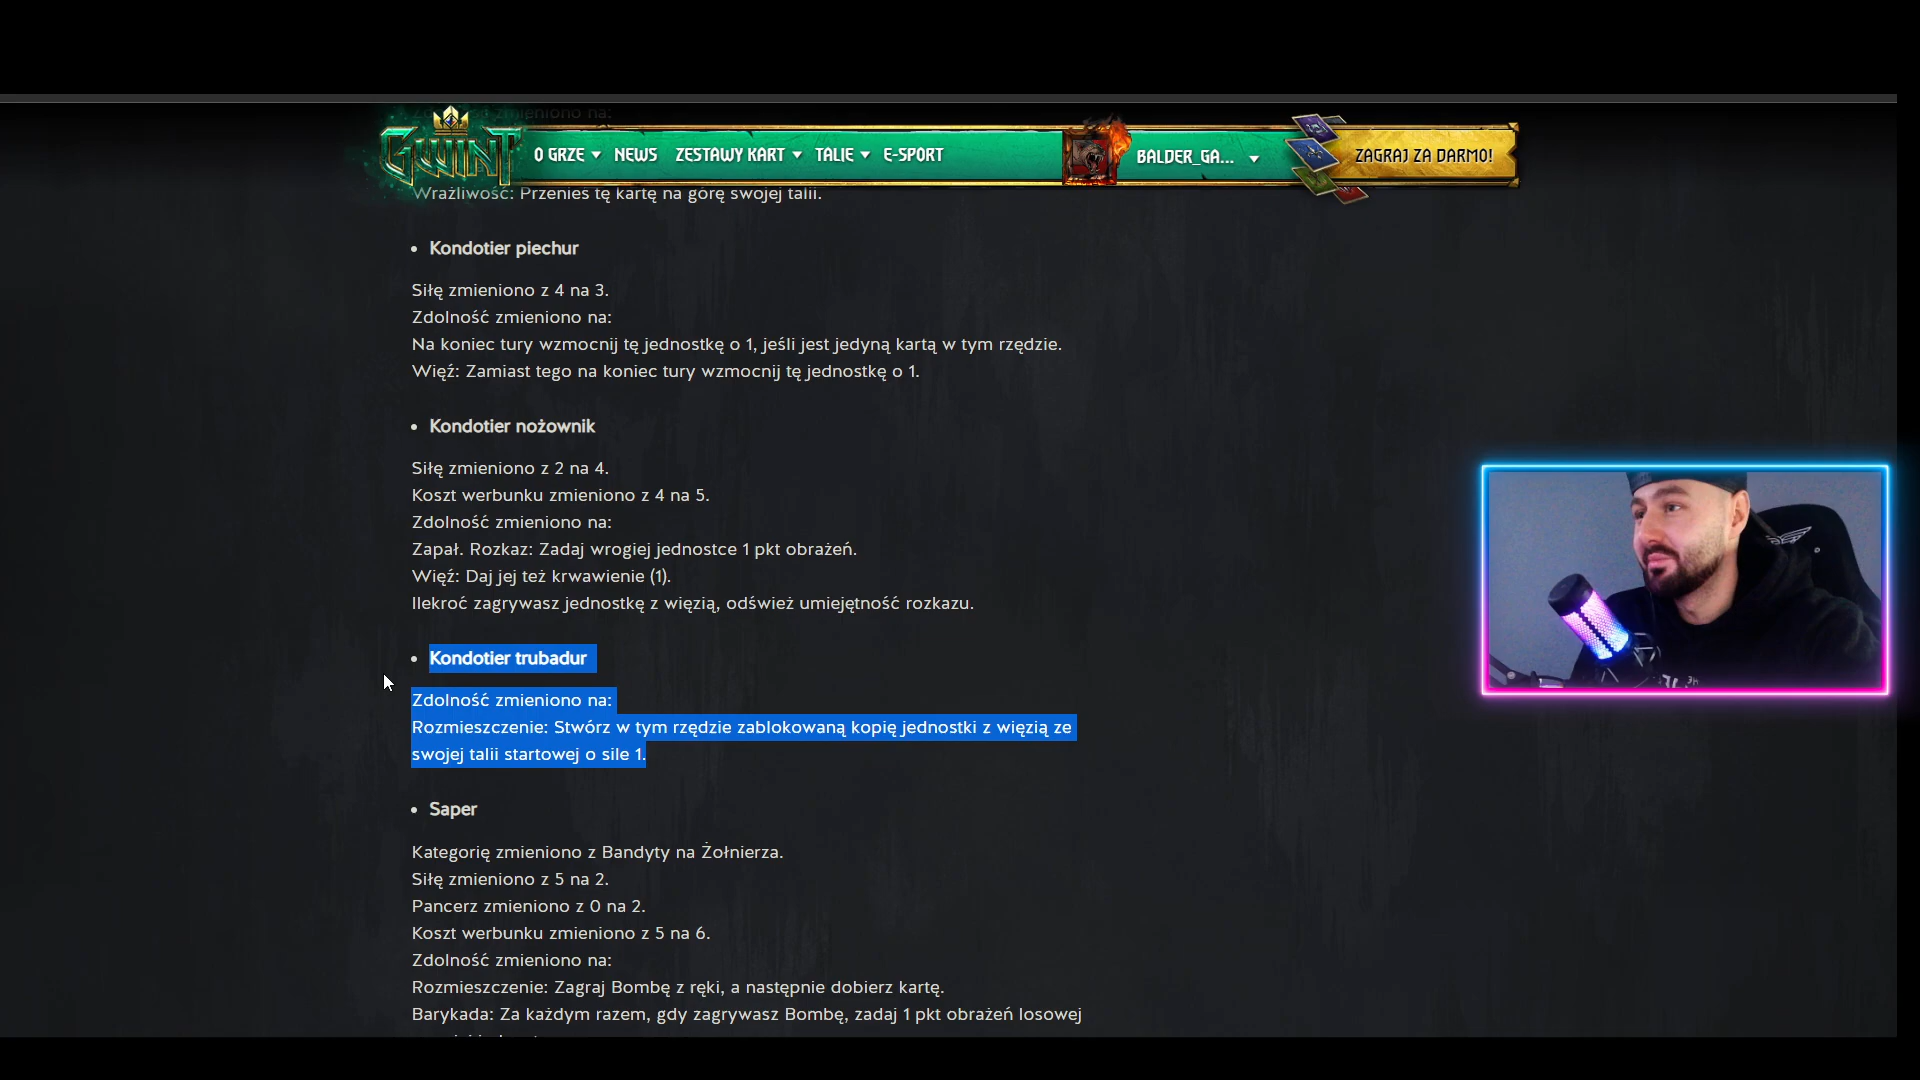 GWINT
O GRZE
NEWS
ZESTAWY KART
TALIE
E-SPORT
BALDER_GA...
ZAGRAJ ZA DARMO!
zmieniono na:
Wrażliwość: Przenieś tę kartę na górę swojej talii.
• Kondotier piechur
Siłę zmieniono z 4 na 3.
Zdolność zmieniono na:
Na koniec tury wzmocnij tę jednostkę o 1, jeśli jest jedyną kartą w tym rzędzie.
Więź: Zamiast tego na koniec tury wzmocnij tę jednostkę o 1.
• Kondotier nożownik
Siłę zmieniono z 2 na 4.
Koszt werbunku zmieniono z 4 na 5.
Zdolność zmieniono na:
Zapał. Rozkaz: Zadaj wrogiej jednostce 1 pkt obrażeń.
Więź: Daj jej też krwawienie (1).
Ilekroć zagrywasz jednostkę z więzią, odśwież umiejętność rozkazu.
• Kondotier trubadur
Zdolność zmieniono na:
Rozmieszczenie: Stwórz w tym rzędzie zablokowaną kopię jednostki z więzią ze
swojej talii startowej o sile 1.
• Saper
Kategorię zmieniono z Bandyty na Żołnierza.
Siłę zmieniono z 5 na 2.
Pancerz zmieniono z 0 na 2.
Koszt werbunku zmieniono z 5 na 6.
Zdolność zmieniono na:
Rozmieszczenie: Zagraj Bombę z ręki, a następnie dobierz kartę.
Barykada: Za każdym razem, gdy zagrywasz Bombę, zadaj 1 pkt obrażeń losowej